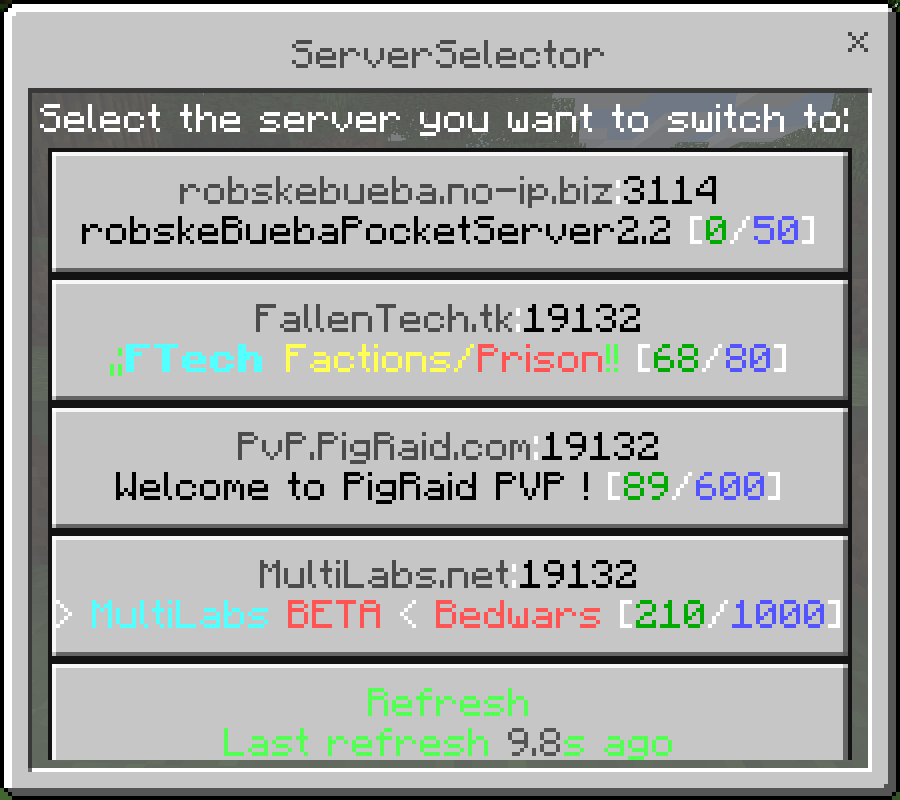 ServerSelector
Select the server you want to switch to:
robskebueba.no-ip.biz:3114
robskeBuebaPocketServer2.2 [0/50]
FallenTech.tk:19132
¡¡FTech Factions/Prison!! [68/80]
PvP.PigRaid.com:19132
Welcome to PigRaid PVP ! [89/600]
MultiLabs.net:19132
> MultiLabs BETA < Bedwars [210/1000]
Refresh
Last refresh 9.8s ago